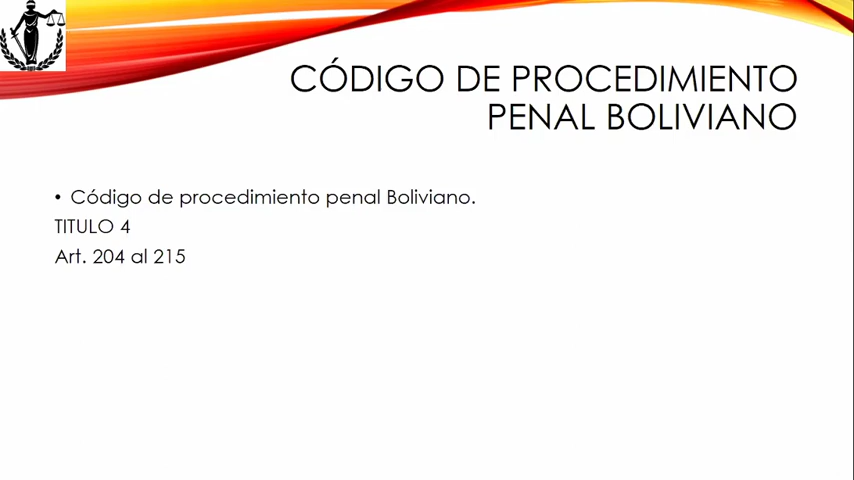 CÓDIGO DE PROCEDIMIENTO
PENAL BOLIVIANO
• Código de procedimiento penal Boliviano.
TITULO 4
Art. 204 al 215